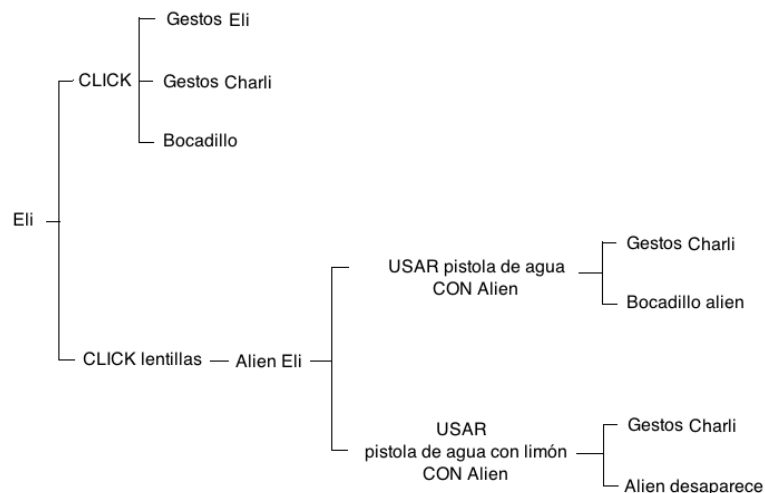 Gestos Eli
CLICK
Gestos Charli
Bocadillo
Eli
Gestos Charli
USAR pistola de agua
CON Alien
Bocadillo alien
CLICK lentillas
Alien Eli
USAR
pistola de agua con limón
CON Alien
Gestos Charli
Alien desaparece